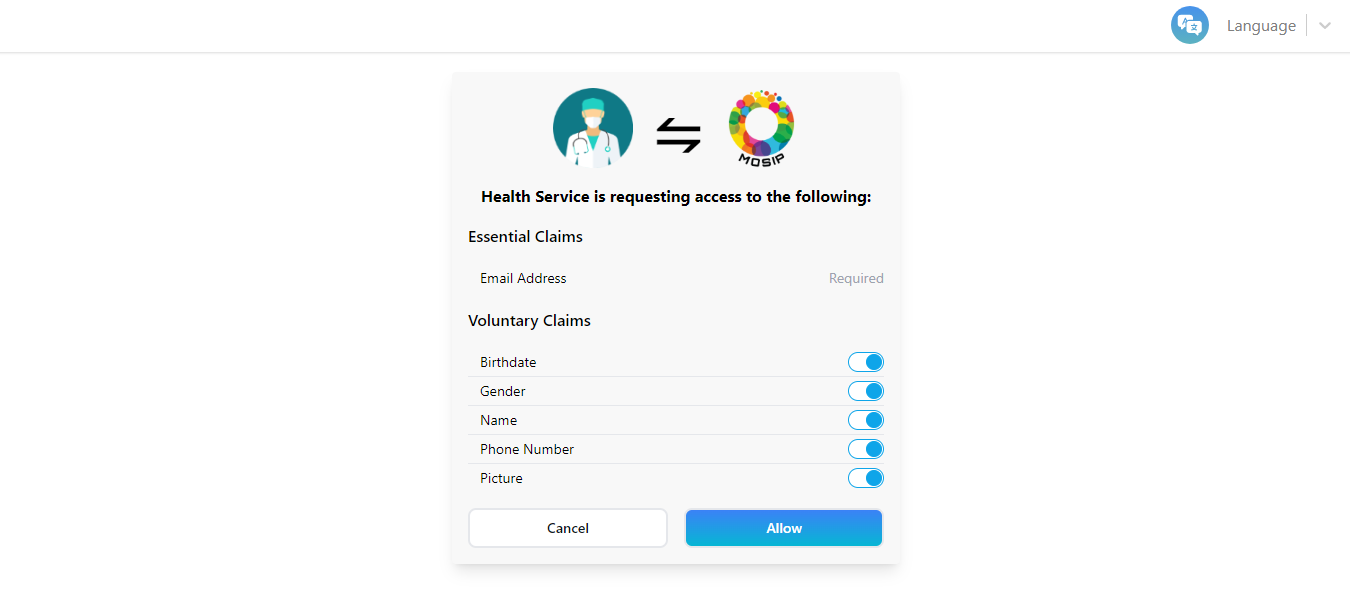 Language
MOSIP
Health Service is requesting access to the following:
Essential Claims
Email Address Required
Voluntary Claims
Birthdate
Gender
Name
Phone Number
Picture
Cancel Allow